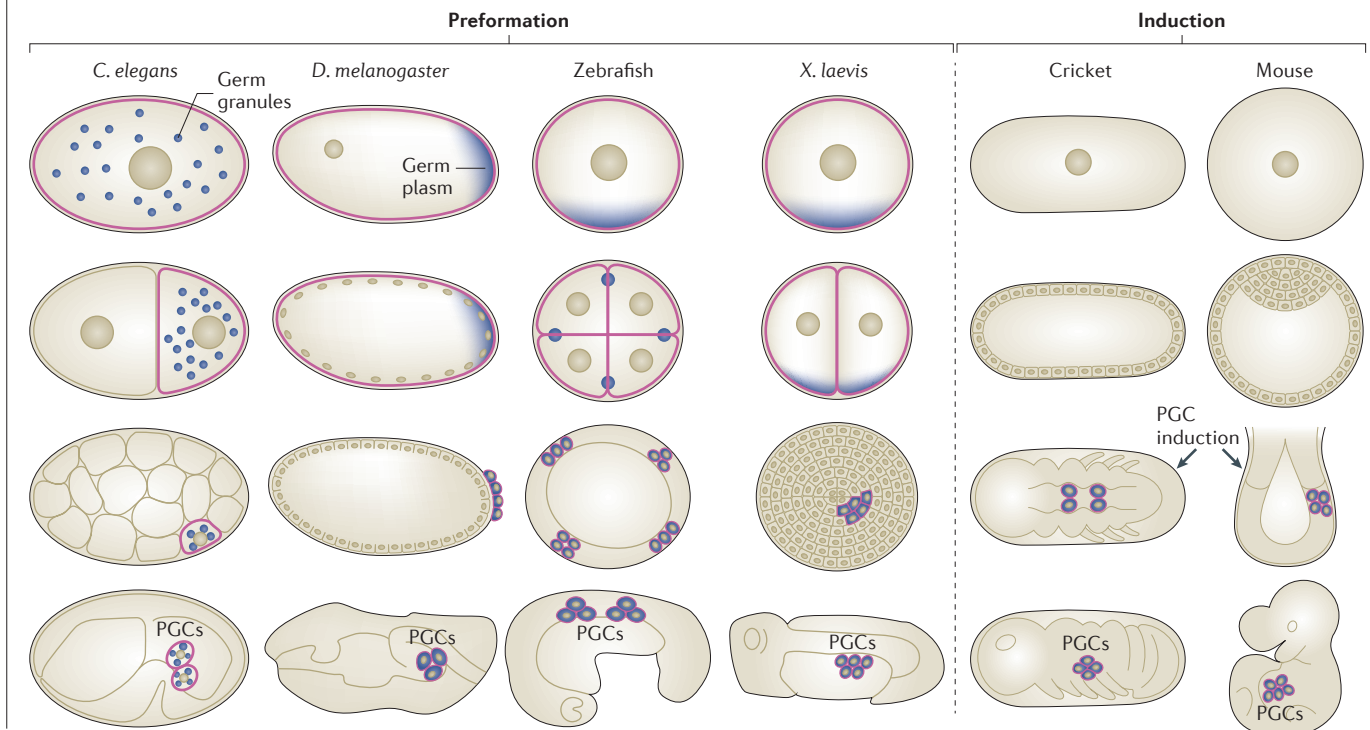 Preformation
Induction
C. elegans
D. melanogaster
Zebrafish
X. laevis
Cricket
Mouse
Germ
granules
Germ
plasm
PGC
induction
PGCs
PGCs
PGCs
PGCs
PGCs
PGCs